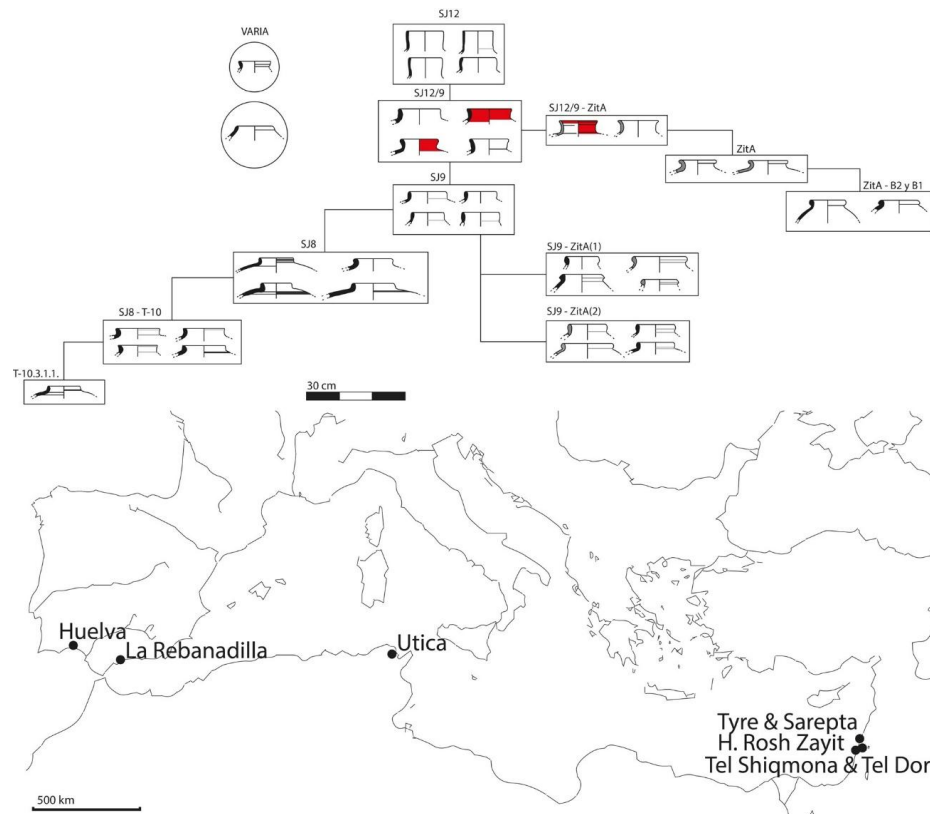 SJ12
VARIA
SJ12/9
SJ12/9 - ZitA
ZitA
SJ9
ZitA - B2 y B1
SJ8
SJ9 - ZitA(1)
SJ8 - T-10
SJ9 - ZitA(2)
T-10.3.1.1.
30 cm
Huelva
La Rebanadilla
Utica
Tyre & Sarepta
H. Rosh Zayit
Tel Shiqmona & Tel Dor
500 km